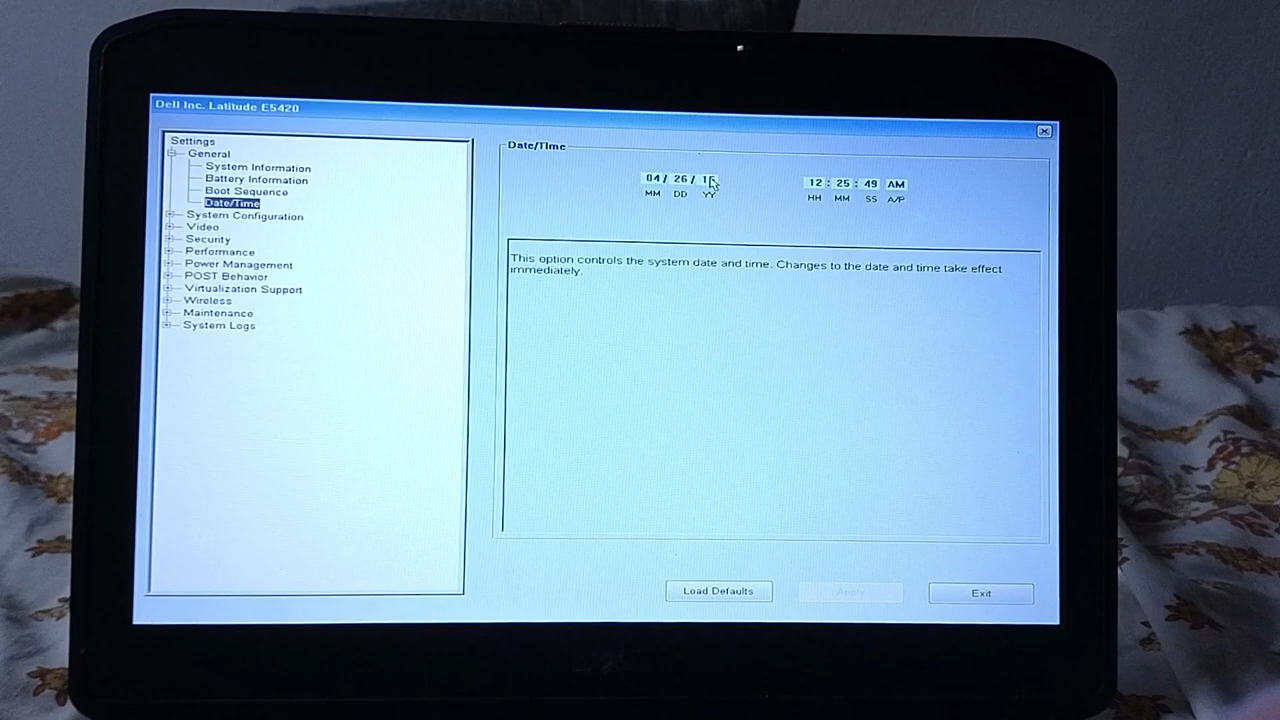 Dell Inc. Latitude E5420
Settings
General
System Information
Battery Information
Boot Sequence
Date/Time
System Configuration
Video
Security
Performance
Power Management
POST Behavior
Virtualization Support
Wireless
Maintenance
System Logs
Date/Time
04/ 26/
MM DD YY
12 : 25 : 49 AM
HH MM SS A/P
This option controls the system date and time. Changes to the date and time take effect
immediately.
Load Defaults
Apply
Exit